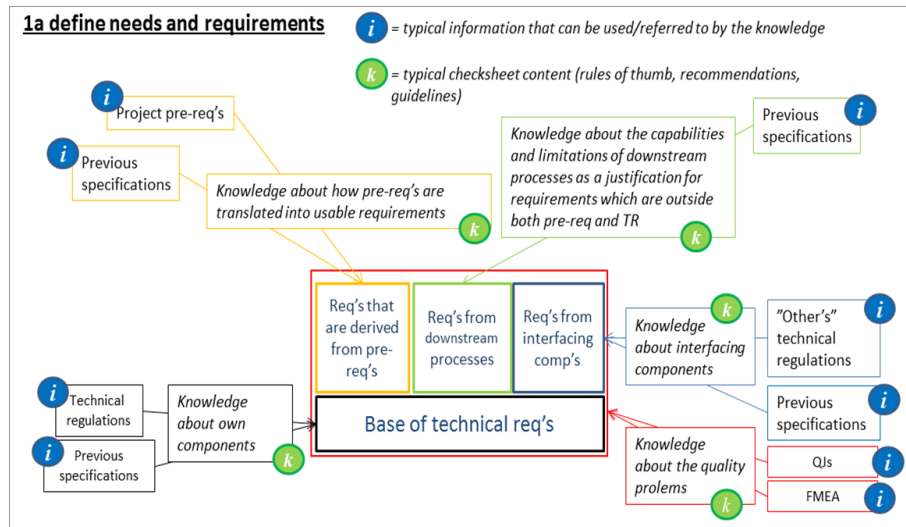 1a define needs and requirements
i = typical information that can be used/referred to by the knowledge
k = typical checksheet content (rules of thumb, recommendations,
guidelines)
i
Project pre-req's
i
Previous
specifications
Knowledge about how pre-req's are
translated into usable requirements
k
Knowledge about the capabilities
and limitations of downstream
processes as a justification for
requirements which are outside
both pre-req and TR
k
Previous
specifications
i
Req's that
are derived
from pre-
req's
Req's from
downstream
processes
Req's from
interfacing
comp's
Base of technical req's
i
Technical
regulations
i
Previous
specifications
Knowledge
about own
components
k
k
Knowledge
about interfacing
components
"Other's"
technical
regulations
i
Previous
specifications
i
Knowledge
about the quality
prolems
k
QJs
i
FMEA
i